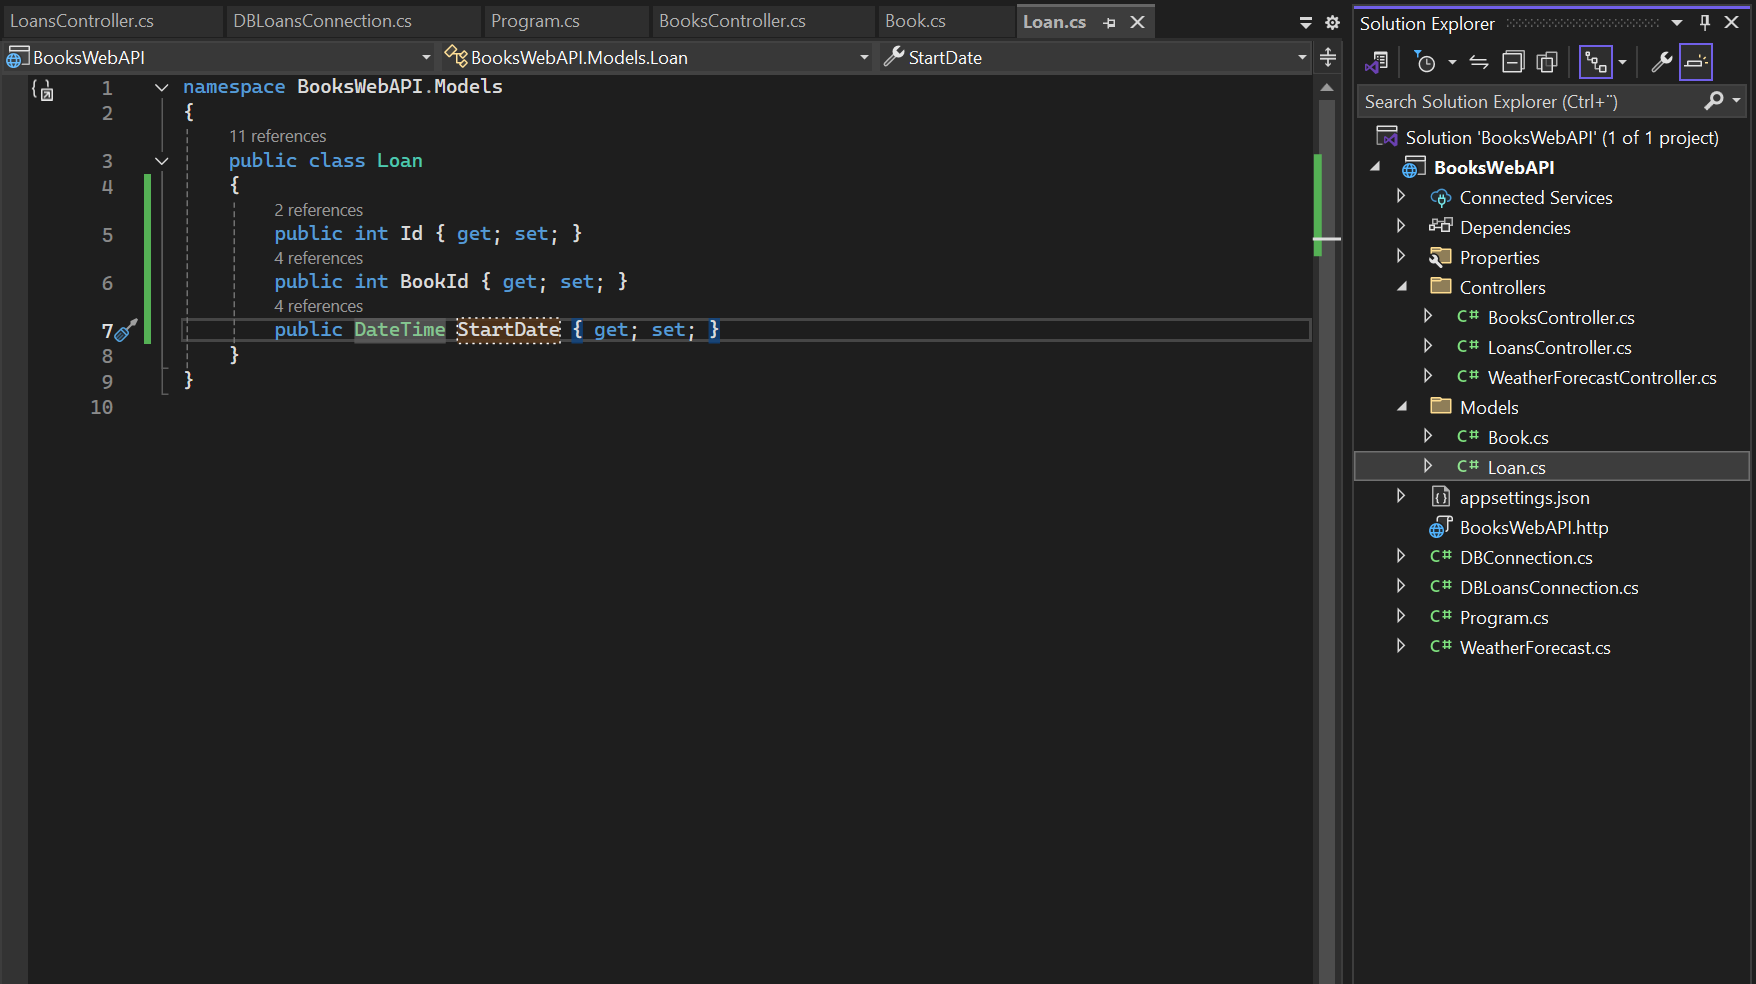 LoansController.cs DBLoansConnection.cs Program.cs BooksController.cs Book.cs Loan.cs
BooksWebAPI BooksWebAPI.Models.Loan StartDate
1 namespace BooksWebAPI.Models
2 {
11 references
3 public class Loan
4 {
2 references
5 public int Id { get; set; }
4 references
6 public int BookId { get; set; }
4 references
7 public DateTime StartDate { get; set; }
8 }
9 }
10
Solution Explorer
Search Solution Explorer (Ctrl+¨)
Solution 'BooksWebAPI' (1 of 1 project)
BooksWebAPI
Connected Services
Dependencies
Properties
Controllers
C# BooksController.cs
C# LoansController.cs
C# WeatherForecastController.cs
Models
C# Book.cs
C# Loan.cs
appsettings.json
BooksWebAPI.http
C# DBConnection.cs
C# DBLoansConnection.cs
C# Program.cs
C# WeatherForecast.cs